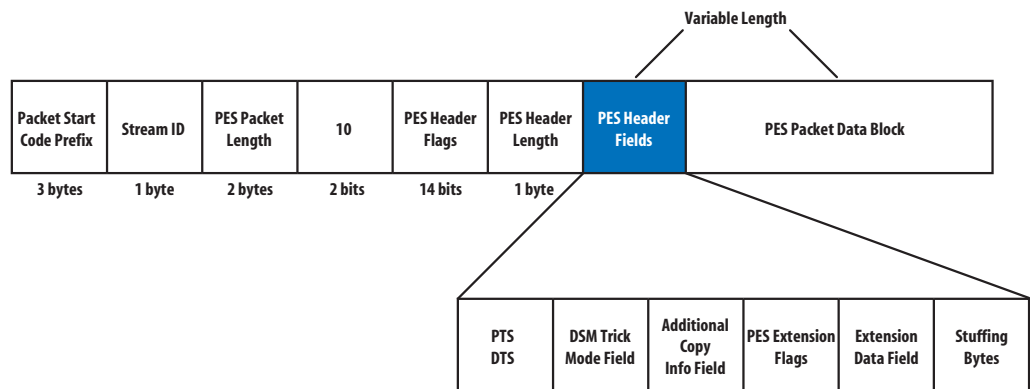 Variable Length
Packet Start
Code Prefix
Stream ID
PES Packet
Length
10
PES Header
Flags
PES Header
Length
PES Header
Fields
PES Packet Data Block
3 bytes
1 byte
2 bytes
2 bits
14 bits
1 byte
PTS
DTS
DSM Trick
Mode Field
Additional
Copy
Info Field
PES Extension
Flags
Extension
Data Field
Stuffing
Bytes